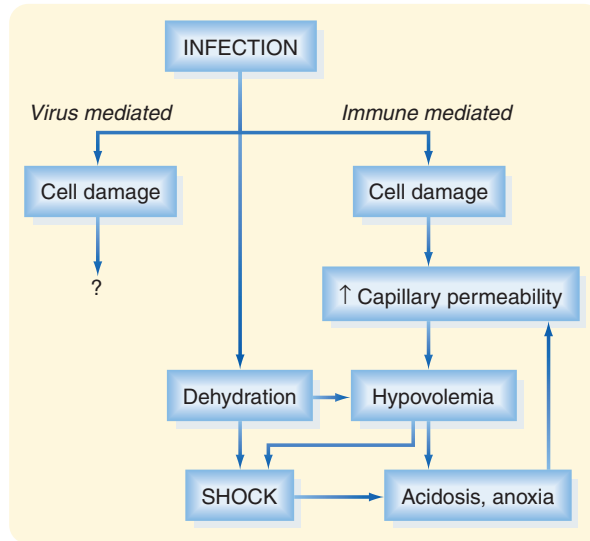 INFECTION
Virus mediated
Immune mediated
Cell damage
Cell damage
?
↑ Capillary permeability
Dehydration
Hypovolemia
SHOCK
Acidosis, anoxia